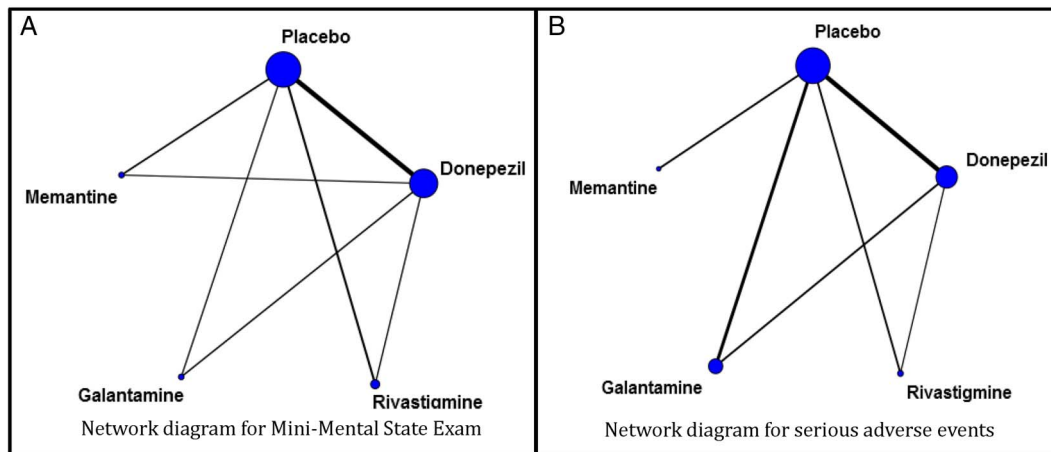 A
Placebo
Donepezil
Memantine
Galantamine
Rivastigmine
Network diagram for Mini-Mental State Exam
B
Placebo
Donepezil
Memantine
Galantamine
Rivastigmine
Network diagram for serious adverse events